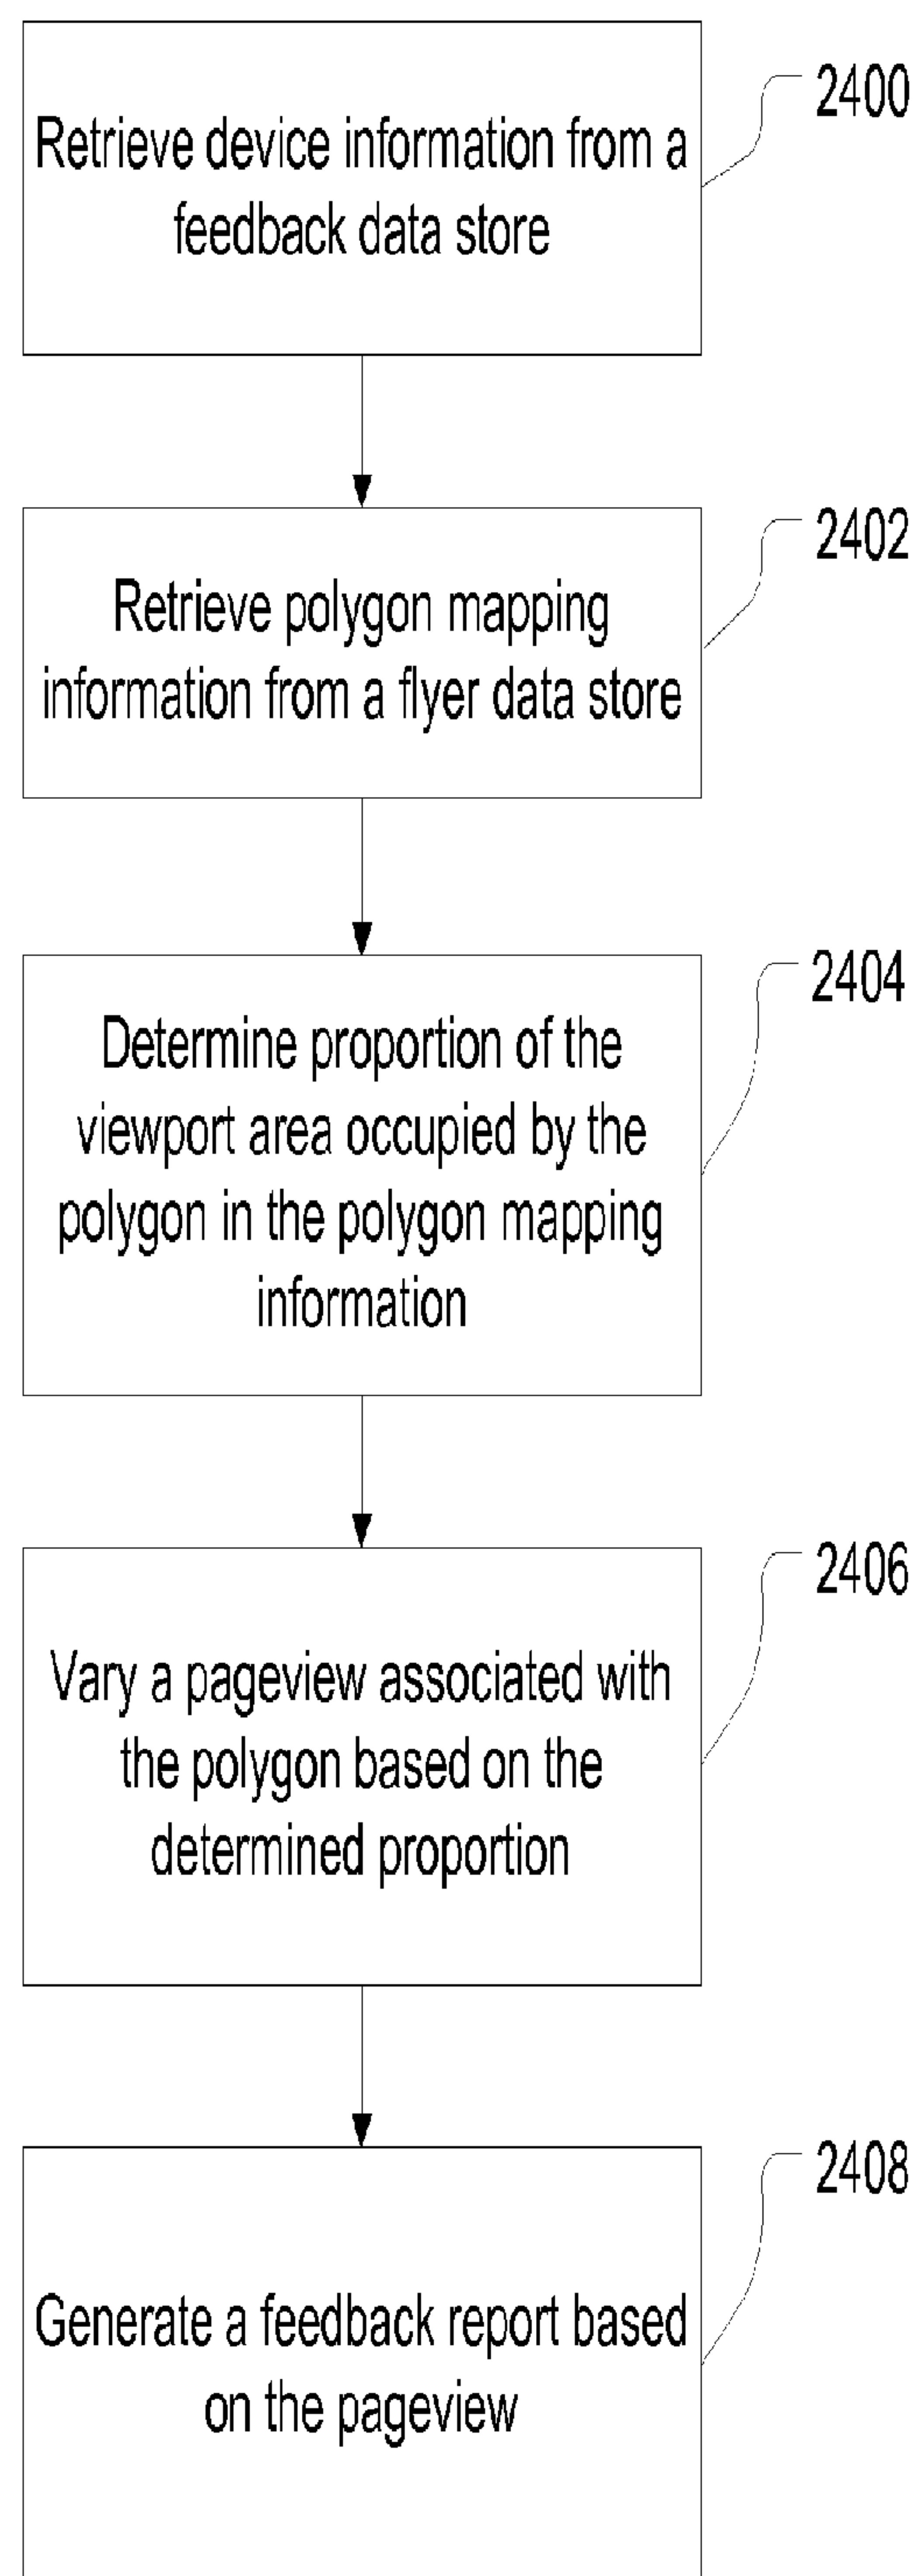 Retrieve device information from a
feedback data store
2400
Retrieve polygon mapping
information from a flyer data store
2402
Determine proportion of the
viewport area occupied by the
polygon in the polygon mapping
information
2404
Vary a pageview associated with
the polygon based on the
determined proportion
2406
Generate a feedback report based
on the pageview
2408